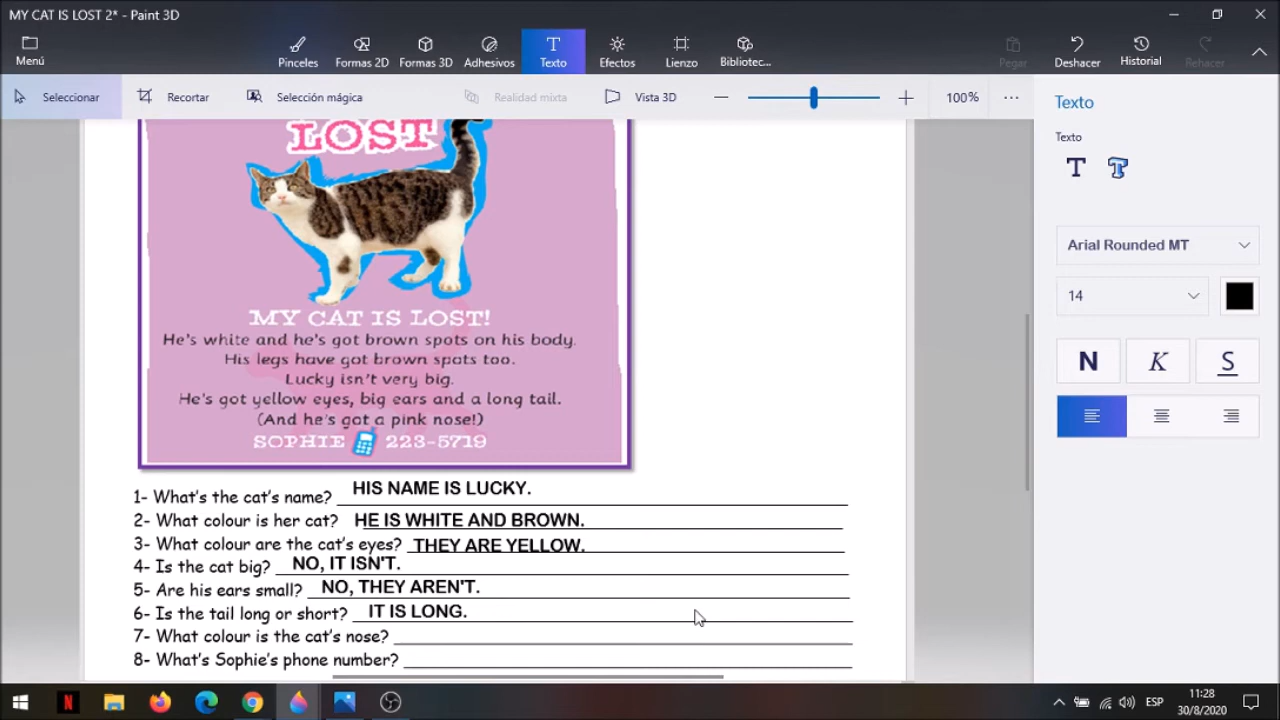 MY CAT IS LOST 2* - Paint 3D
Menú
Pinceles
Formas 2D
Formas 3D
Adhesivos
Texto
Efectos
Lienzo
Bibliotec...
Pegar
Deshacer
Historial
Rehacer
Seleccionar
Recortar
Selección mágica
Realidad mixta
Vista 3D
100%
Texto
Texto
Arial Rounded MT
14
N K S
LOST
MY CAT IS LOST!
He's white and he's got brown spots on his body.
His legs have got brown spots too.
Lucky isn't very big.
He's got yellow eyes, big ears and a long tail.
(And he's got a pink nose!)
SOPHIE 223-5719
1- What's the cat's name? HIS NAME IS LUCKY.
2- What colour is her cat? HE IS WHITE AND BROWN.
3- What colour are the cat's eyes? THEY ARE YELLOW.
4- Is the cat big? NO, IT ISN'T.
5- Are his ears small? NO, THEY AREN'T.
6- Is the tail long or short? IT IS LONG.
7- What colour is the cat's nose?
8- What's Sophie's phone number?
ESP
11:28
30/8/2020